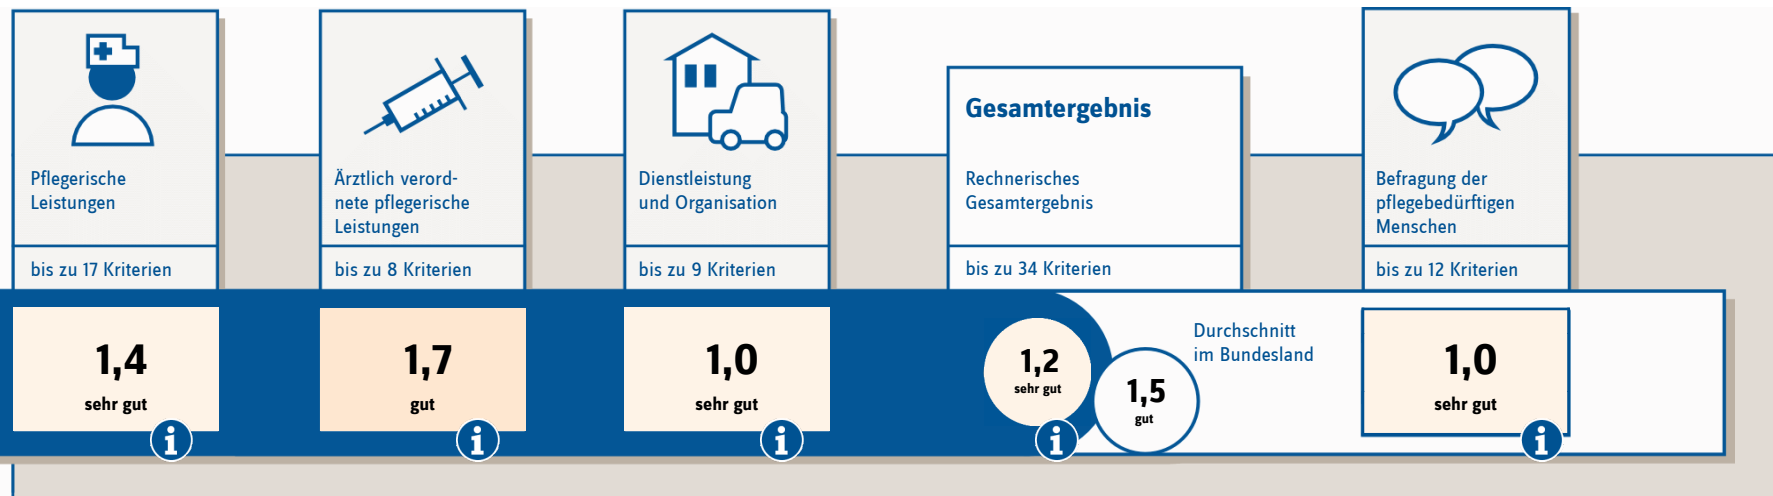 Pflegerische
Leistungen
bis zu 17 Kriterien
1,4
sehr gut
i
Ärztlich verord-
nete pflegerische
Leistungen
bis zu 8 Kriterien
1,7
gut
i
Dienstleistung
und Organisation
bis zu 9 Kriterien
1,0
sehr gut
i
Gesamtergebnis
Rechnerisches
Gesamtergebnis
bis zu 34 Kriterien
1,2
sehr gut
i
1,5
gut
Durchschnitt
im Bundesland
Befragung der
pflegebedürftigen
Menschen
bis zu 12 Kriterien
1,0
sehr gut
i